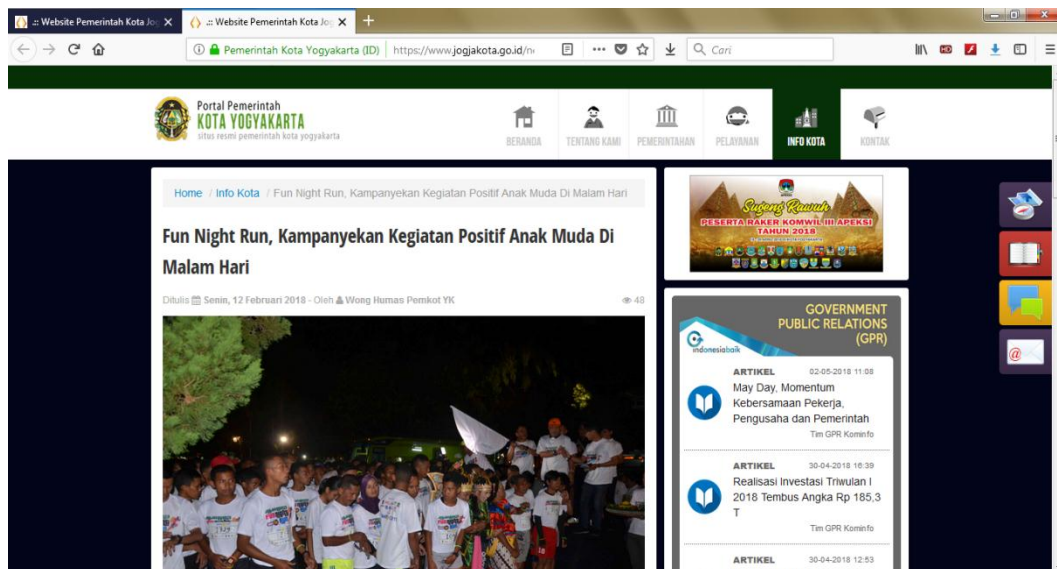 .:: Website Pemerintah Kota Jog
.:: Website Pemerintah Kota Jog
Pemerintah Kota Yogyakarta (ID)
https://www.jogjakota.go.id/n
Cari
Portal Pemerintah
KOTA YOGYAKARTA
situs resmi pemerintah kota yogyakarta
BERANDA
TENTANG KAMI
PEMERINTAHAN
PELAYANAN
INFO KOTA
KONTAK
Home / Info Kota / Fun Night Run, Kampanyekan Kegiatan Positif Anak Muda Di Malam Hari
Fun Night Run, Kampanyekan Kegiatan Positif Anak Muda Di
Malam Hari
Ditulis Senin, 12 Februari 2018 - Oleh Wong Humas Pemkot YK
48
Sugeng Rawuh
PESERTA RAKER KOMWIL III APEKSI
TAHUN 2018
GOVERNMENT
PUBLIC RELATIONS
(GPR)
indonesiabaik
ARTIKEL 02-05-2018 11:08
May Day, Momentum
Kebersamaan Pekerja,
Pengusaha dan Pemerintah
Tim GPR Kominfo
ARTIKEL 30-04-2018 16:39
Realisasi Investasi Triwulan I
2018 Tembus Angka Rp 185,3
T
Tim GPR Kominfo
ARTIKEL 30-04-2018 12:53